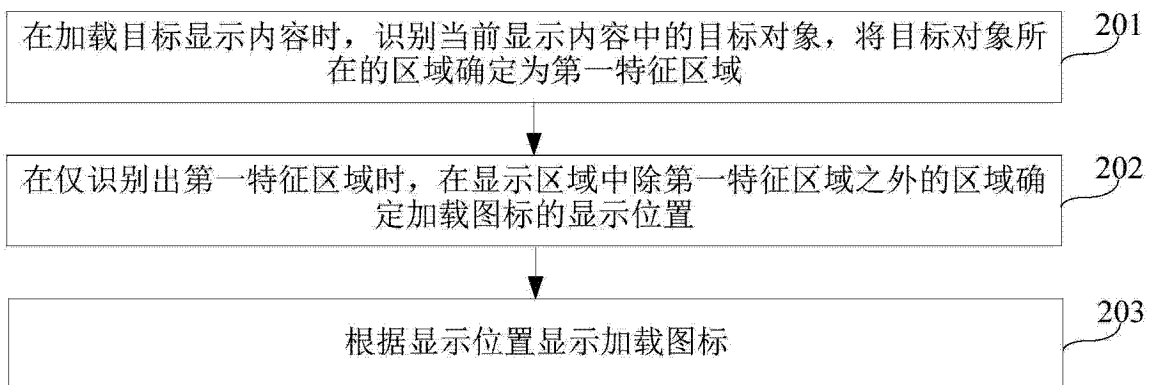 在加载目标显示内容时，识别当前显示内容中的目标对象，将目标对象所
在的区域确定为第一特征区域
201
在仅识别出第一特征区域时，在显示区域中除第一特征区域之外的区域确
定加载图标的显示位置
202
根据显示位置显示加载图标
203